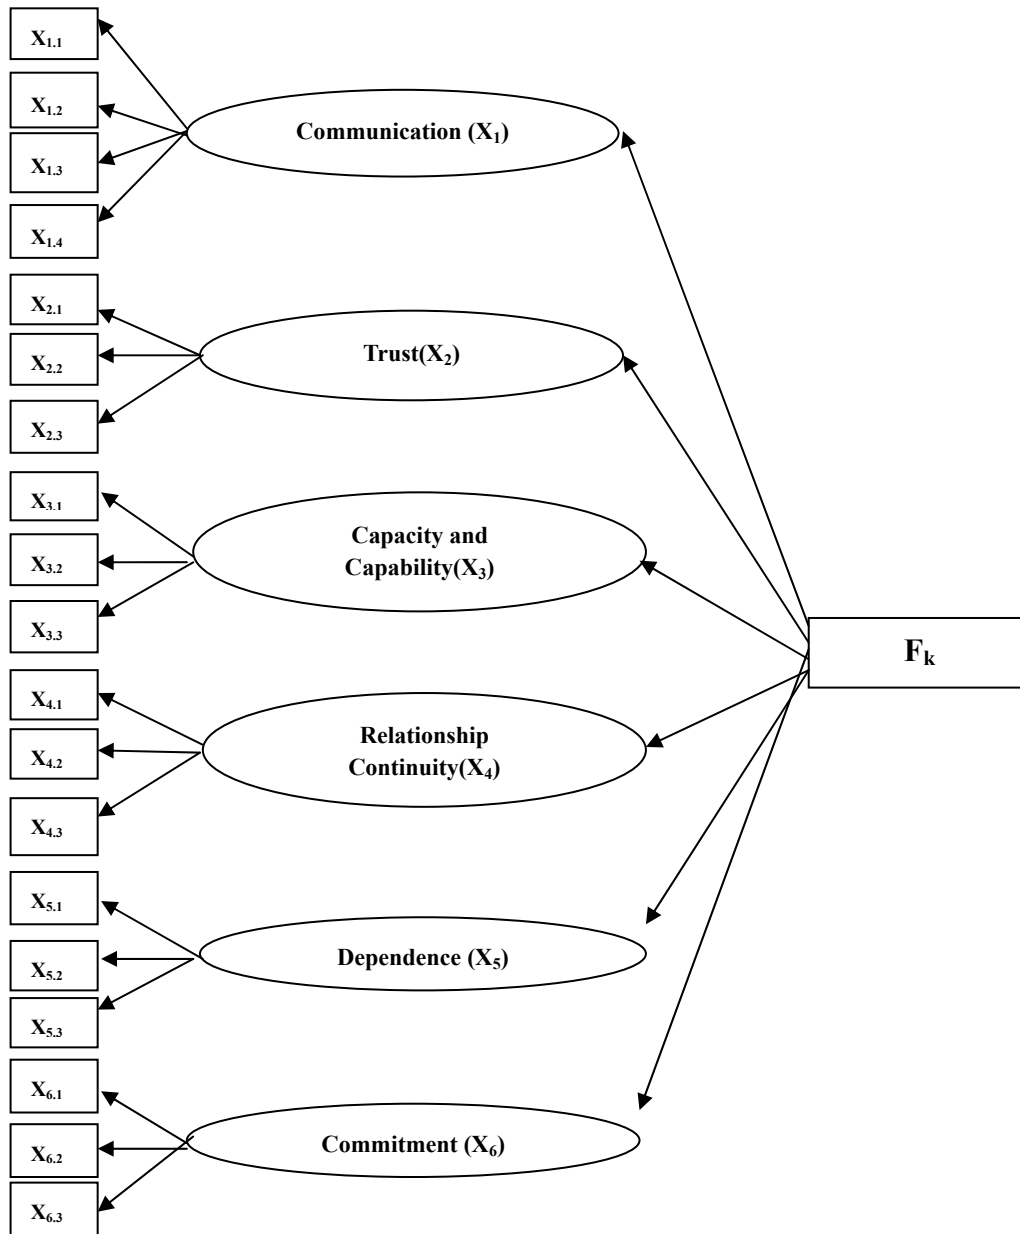 X1.1
X1.2
X1.3
X1.4
Communication (X1)
X2.1
X2.2
X2.3
Trust(X2)
X3.1
X3.2
X3.3
Capacity and
Capability(X3)
Fk
X4.1
X4.2
X4.3
Relationship
Continuity(X4)
X5.1
X5.2
X5.3
Dependence (X5)
X6.1
X6.2
X6.3
Commitment (X6)